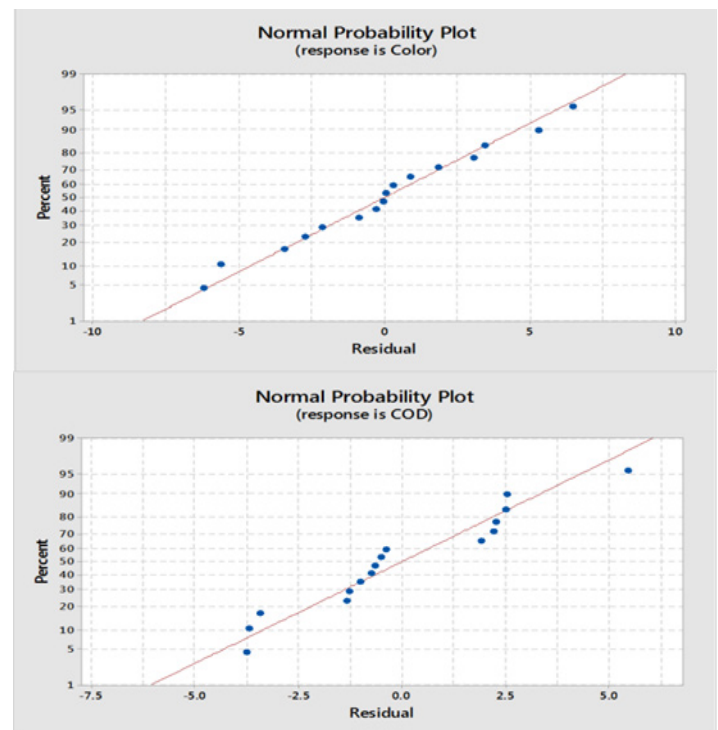 Normal Probability Plot
(response is Color)
99
95
90
80
70
60
50
40
30
20
10
5
1
Percent
-10 -5 0 5 10
Residual
Normal Probability Plot
(response is COD)
99
95
90
80
70
60
50
40
30
20
10
5
1
Percent
-7.5 -5.0 -2.5 0.0 2.5 5.0
Residual